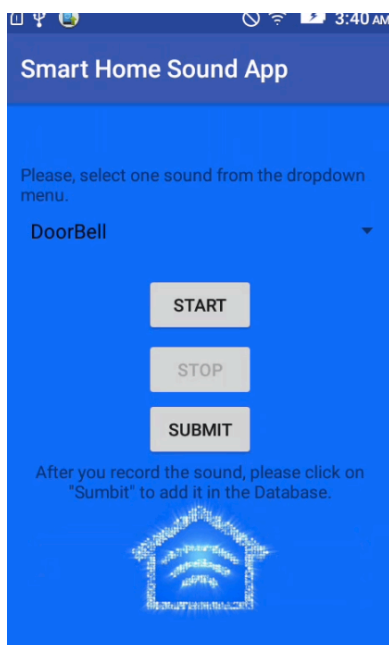 3:40 AM
Smart Home Sound App
Please, select one sound from the dropdown
menu.
DoorBell
START
STOP
SUBMIT
After you record the sound, please click on
"Sumbit" to add it in the Database.